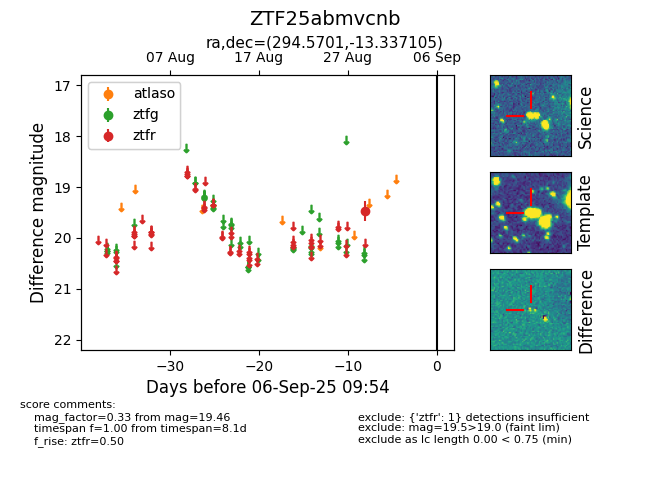 ZTF25abmvcnb
ra,dec=(294.5701,-13.337105)
07 Aug 17 Aug 27 Aug 06 Sep
17
18
19
20
21
22
Difference magnitude
atlaso
ztfg
ztfr
−30 −20 −10 0
Days before 06-Sep-25 09:54
Science
Template
Difference
score comments:
mag_factor=0.33 from mag=19.46
timespan f=1.00 from timespan=8.1d
f_rise: ztfr=0.50
exclude: {'ztfr': 1} detections insufficient
exclude: mag=19.5>19.0 (faint lim)
exclude as lc length 0.00 < 0.75 (min)